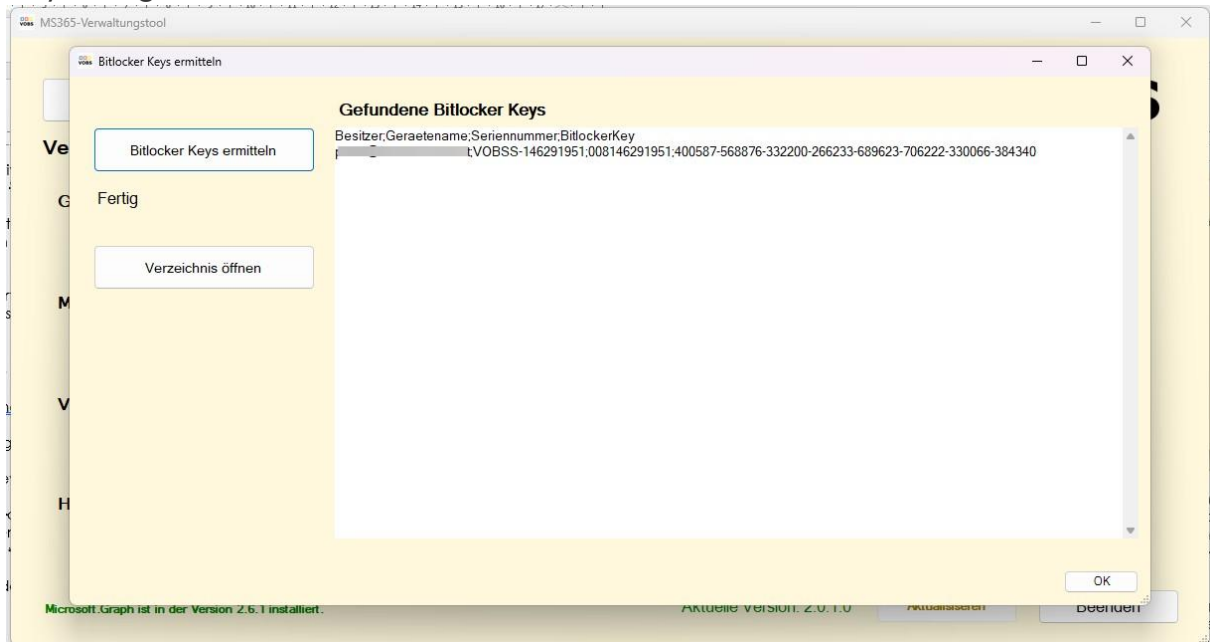 VOBS MS365-Verwaltungstool
VOBS Bitlocker Keys ermitteln
Gefundene Bitlocker Keys
Besitzer;Geraetename;Seriennummer;BitlockerKey
;VOBSS-146291951;008146291951;400587-568876-332200-266233-689623-706222-330066-384340
Bitlocker Keys ermitteln
Fertig
Verzeichnis öffnen
OK
Microsoft.Graph ist in der Version 2.6.1 installiert.
Aktuelle Version: 2.0.1.0
Aktualisieren
Beenden